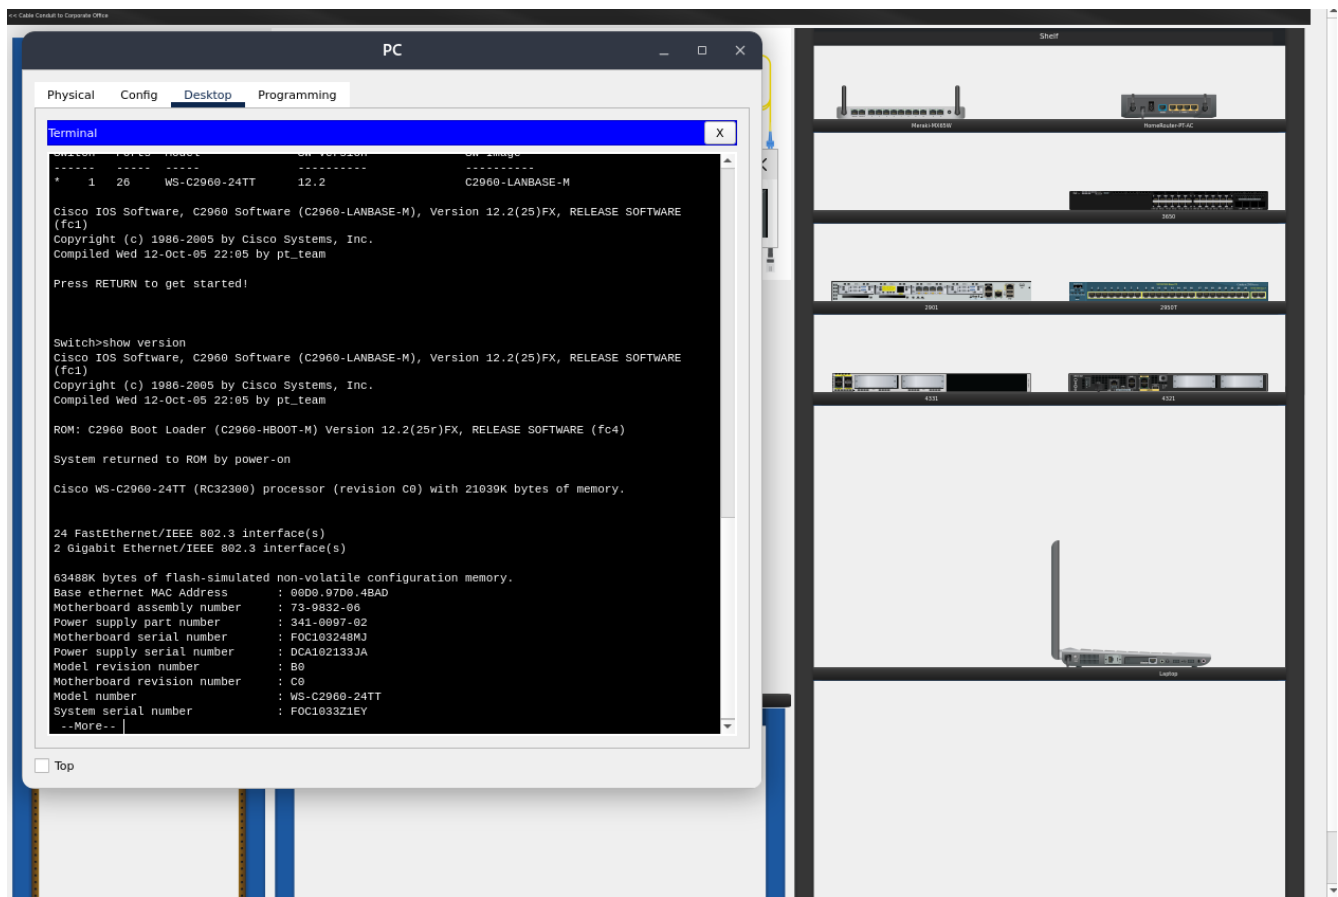 << Cable Conduit to Corporate Office
PC
Physical Config Desktop Programming
Terminal
X
Switch Ports Model SW Version SW Image
------ ----- ----- ---------- ----------
* 1 26 WS-C2960-24TT 12.2 C2960-LANBASE-M
Cisco IOS Software, C2960 Software (C2960-LANBASE-M), Version 12.2(25)FX, RELEASE SOFTWARE
(fc1)
Copyright (c) 1986-2005 by Cisco Systems, Inc.
Compiled Wed 12-Oct-05 22:05 by pt_team
Press RETURN to get started!
Switch>show version
Cisco IOS Software, C2960 Software (C2960-LANBASE-M), Version 12.2(25)FX, RELEASE SOFTWARE
(fc1)
Copyright (c) 1986-2005 by Cisco Systems, Inc.
Compiled Wed 12-Oct-05 22:05 by pt_team
ROM: C2960 Boot Loader (C2960-HBOOT-M) Version 12.2(25r)FX, RELEASE SOFTWARE (fc4)
System returned to ROM by power-on
Cisco WS-C2960-24TT (RC32300) processor (revision C0) with 21039K bytes of memory.
24 FastEthernet/IEEE 802.3 interface(s)
2 Gigabit Ethernet/IEEE 802.3 interface(s)
63488K bytes of flash-simulated non-volatile configuration memory.
Base ethernet MAC Address : 00D0.97D0.4BAD
Motherboard assembly number : 73-9832-06
Power supply part number : 341-0097-02
Motherboard serial number : FOC103248MJ
Power supply serial number : DCA102133JA
Model revision number : B0
Motherboard revision number : C0
Model number : WS-C2960-24TT
System serial number : FOC1033Z1EY
--More--
Top
Shelf
Meraki-MX65W
HomeRouter-PT-AC
3650
2901
2950T
4331
4321
Laptop